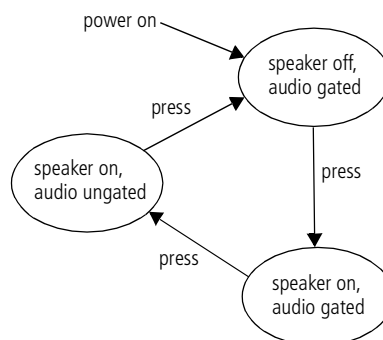 power on
speaker off,
audio gated
press
speaker on,
audio ungated
press
press
speaker on,
audio gated